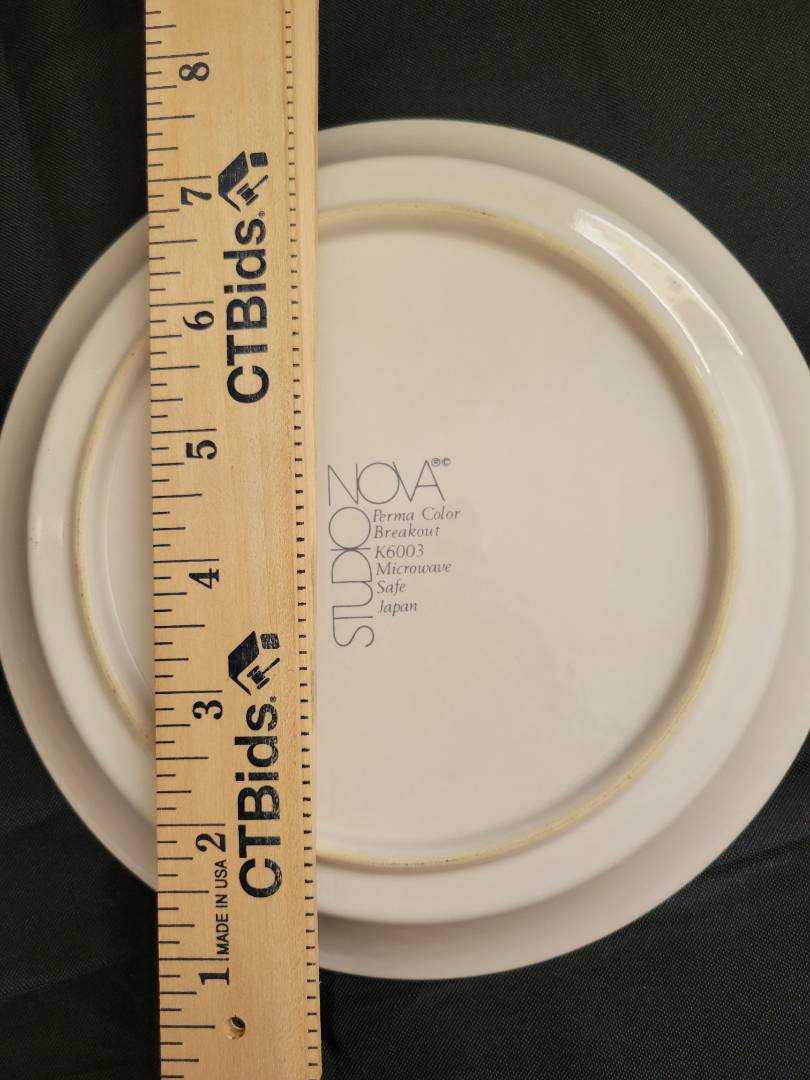 8
7
CTBids.®
6
5
4
3
CTBids.®
2
MADE IN USA
1
NOVA®©
STUDIO
Perma Color
Breakout
K6003
Microwave
Safe
Japan